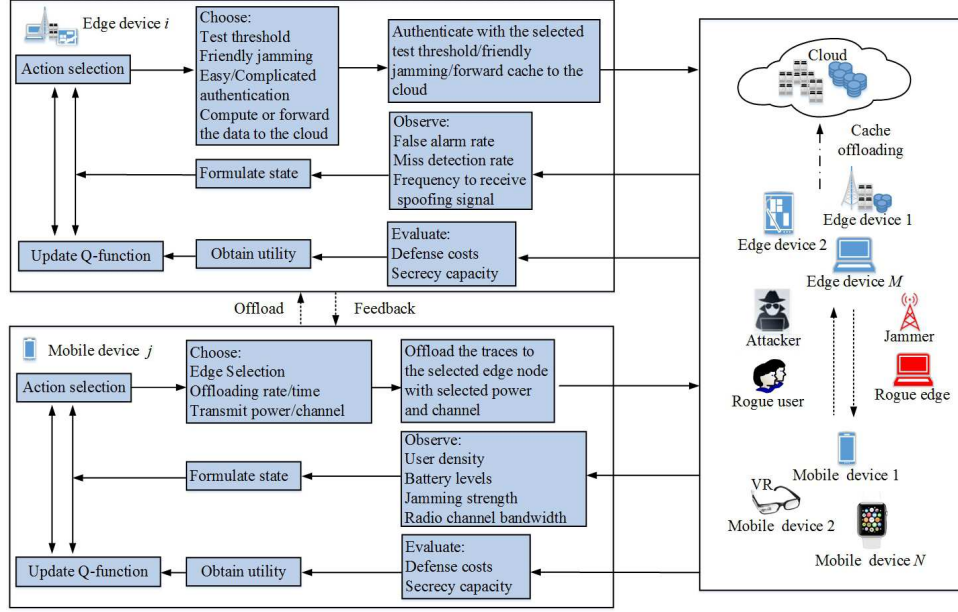 Edge device i
Action selection
Choose:
Test threshold
Friendly jamming
Easy/Complicated
authentication
Compute or forward
the data to the cloud
Authenticate with the selected
test threshold/friendly
jamming/forward cache to the
cloud
Formulate state
Observe:
False alarm rate
Miss detection rate
Frequency to receive
spoofing signal
Update Q-function
Obtain utility
Evaluate:
Defense costs
Secrecy capacity
Offload
Feedback
Mobile device j
Action selection
Choose:
Edge Selection
Offloading rate/time
Transmit power/channel
Offload the traces to
the selected edge node
with selected power
and channel
Formulate state
Observe:
User density
Battery levels
Jamming strength
Radio channel bandwidth
Update Q-function
Obtain utility
Evaluate:
Defense costs
Secrecy capacity
Cloud
Cache
offloading
Edge device 1
Edge device 2
Edge device M
Attacker
Jammer
Rogue user
Rogue edge
Mobile device 1
VR
Mobile device 2
Mobile device N